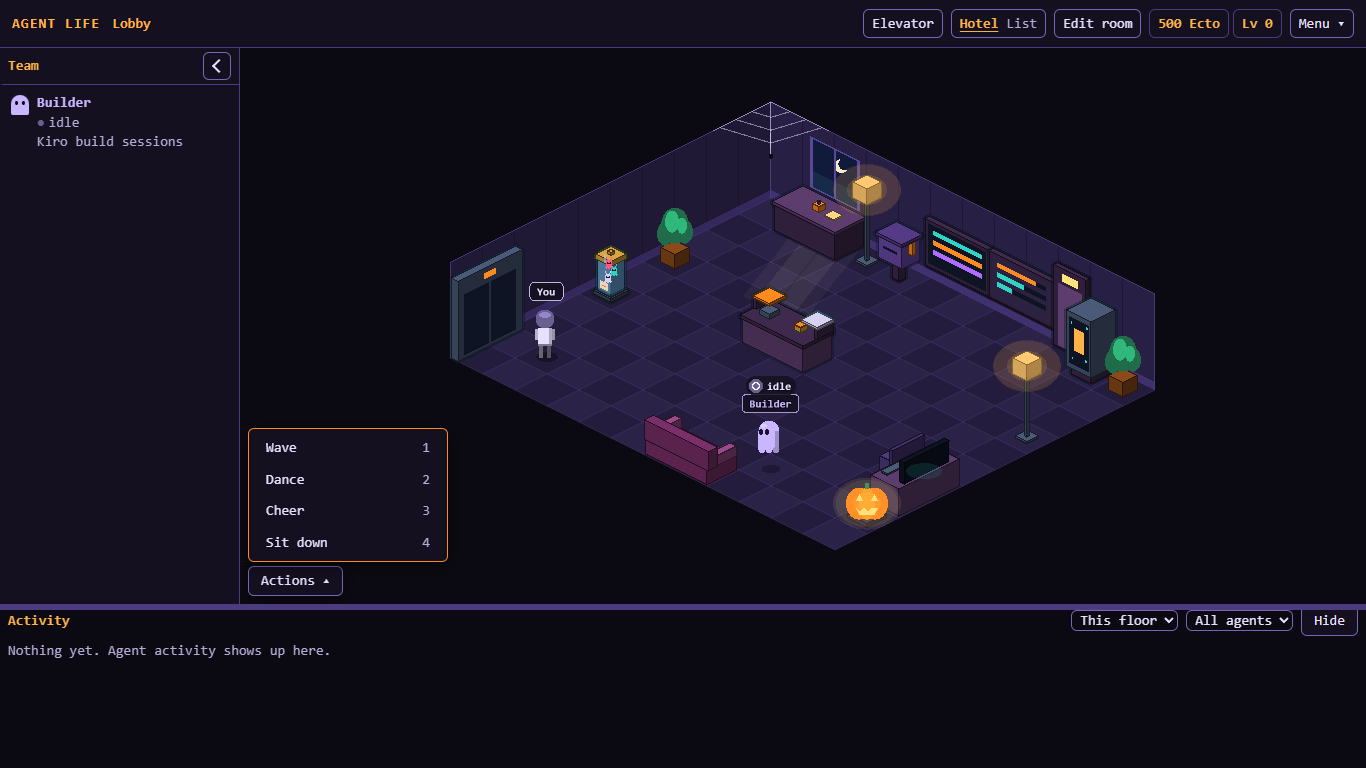 AGENT LIFE Lobby
Elevator
Hotel List
Edit room
500 Ecto
Lv 0
Menu ▾
Team
Builder
idle
Kiro build sessions
You
idle
Builder
Wave 1
Dance 2
Cheer 3
Sit down 4
Actions ▴
Activity
This floor
All agents
Hide
Nothing yet. Agent activity shows up here.